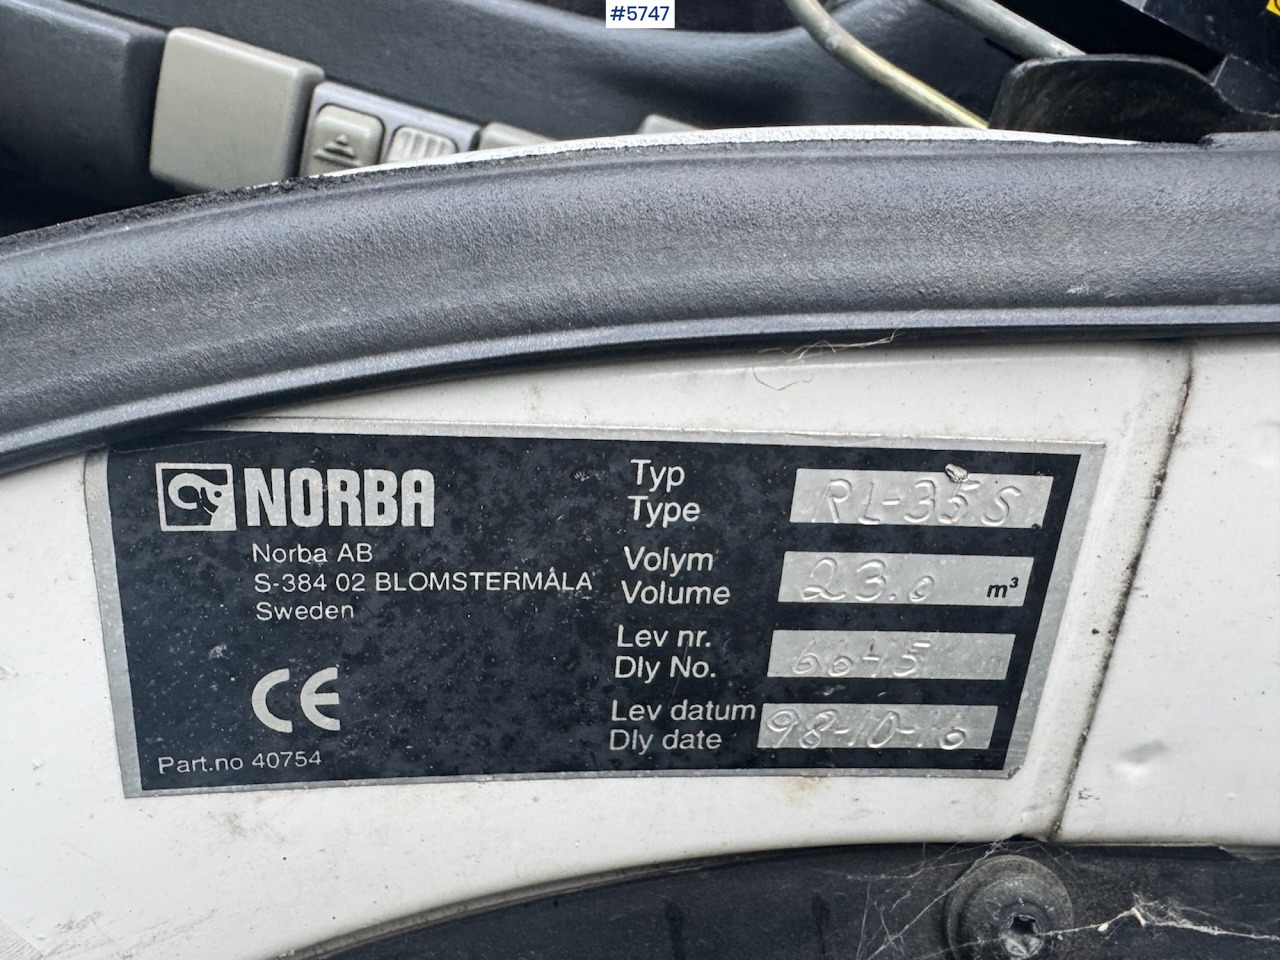 #5747
NORBA
Norba AB
S-384 02 BLOMSTERMÅLA
Sweden
CE
Part.no 40754
Typ
Type RL-35S
Volym
Volume 23.0 m³
Lev nr.
Dly No. 6645
Lev datum
Dly date 98-10-16